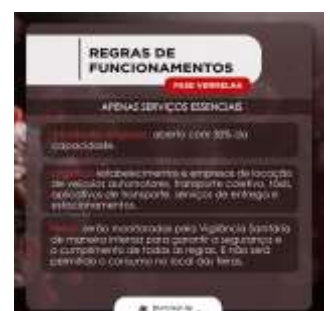 REGRAS DE
FUNCIONAMENTOS
FASE VERMELHA
APENAS SERVIÇOS ESSENCIAIS
aberto com 30% da
capacidade.
estabelecimentos e empresas de locação
de veículos automotores, transporte coletivo, táxis,
aplicativos de transporte, serviços de entrega e
estacionamentos.
serão monitoradas pela Vigilância Sanitária
de maneira intensa para garantir a segurança e
o cumprimento de todas as regras. E não será
permitido o consumo no local das feiras.